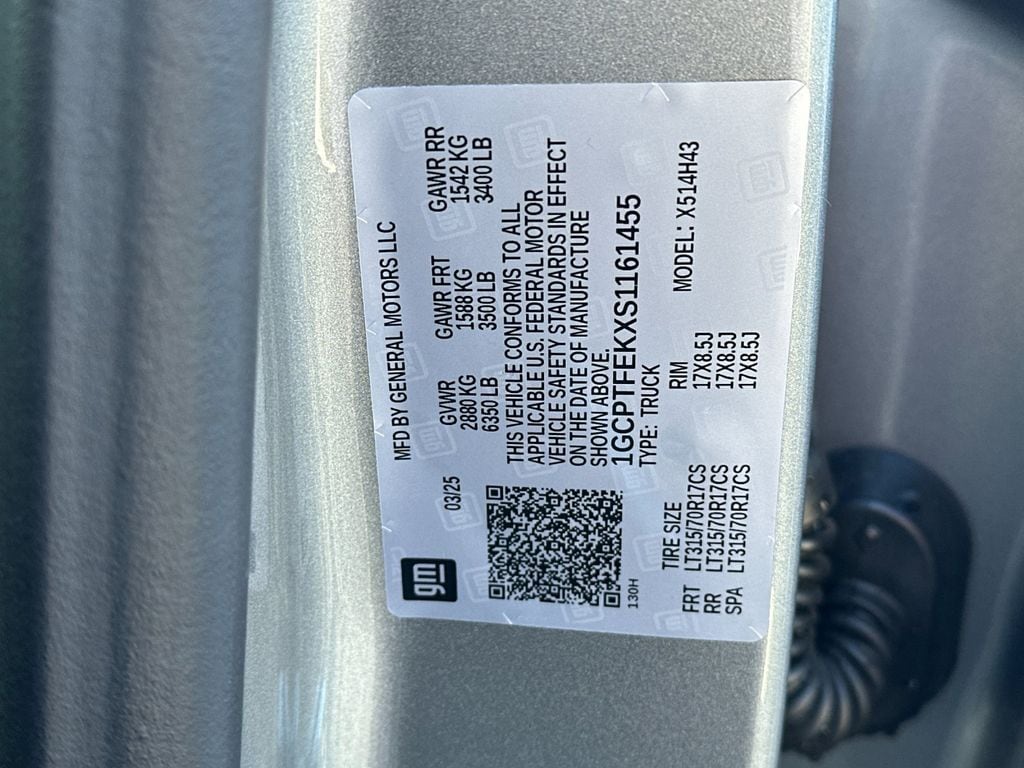 gm
MFD BY GENERAL MOTORS LLC
03/25
GVWR GAWR FRT GAWR RR
2880 KG 1588 KG 1542 KG
6350 LB 3500 LB 3400 LB
THIS VEHICLE CONFORMS TO ALL
APPLICABLE U.S. FEDERAL MOTOR
VEHICLE SAFETY STANDARDS IN EFFECT
ON THE DATE OF MANUFACTURE
SHOWN ABOVE.
1GCPTFEKXS1161455
TYPE: TRUCK
130H
MODEL: X514H43
TIRE SIZE RIM
FRT LT315/70R17CS 17X8.5J
RR LT315/70R17CS 17X8.5J
SPA LT315/70R17CS 17X8.5J